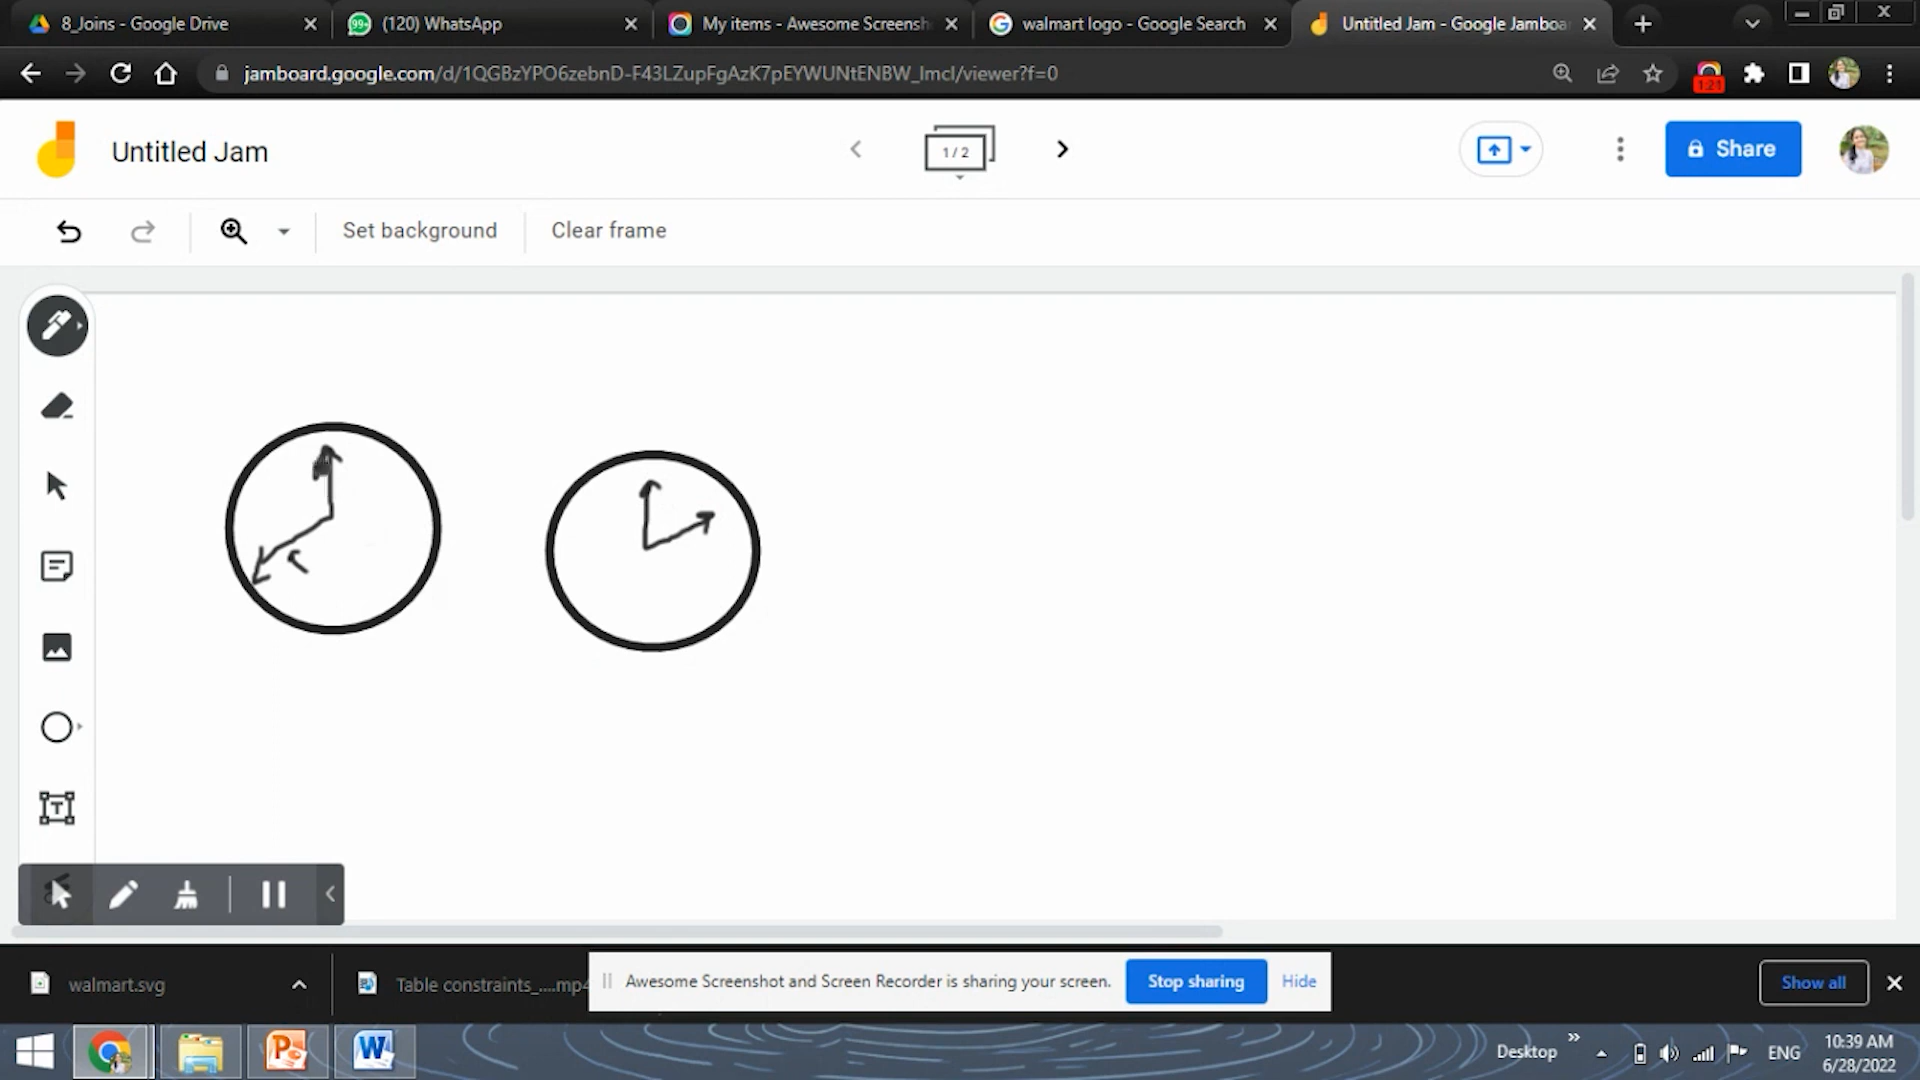 8_Joins - Google Drive
(120) WhatsApp
My items - Awesome Screensh
walmart logo - Google Search
Untitled Jam - Google Jamboa
jamboard.google.com/d/1QGBzYPO6zebnD-F43LZupFgAzK7pEYWUNtENBW_lmcI/viewer?f=0
1:21
Untitled Jam
1 / 2
Share
Set background
Clear frame
walmart.svg
Table constraints_....mp4
Awesome Screenshot and Screen Recorder is sharing your screen.
Stop sharing
Hide
Show all
Desktop
ENG
10:39 AM
6/28/2022